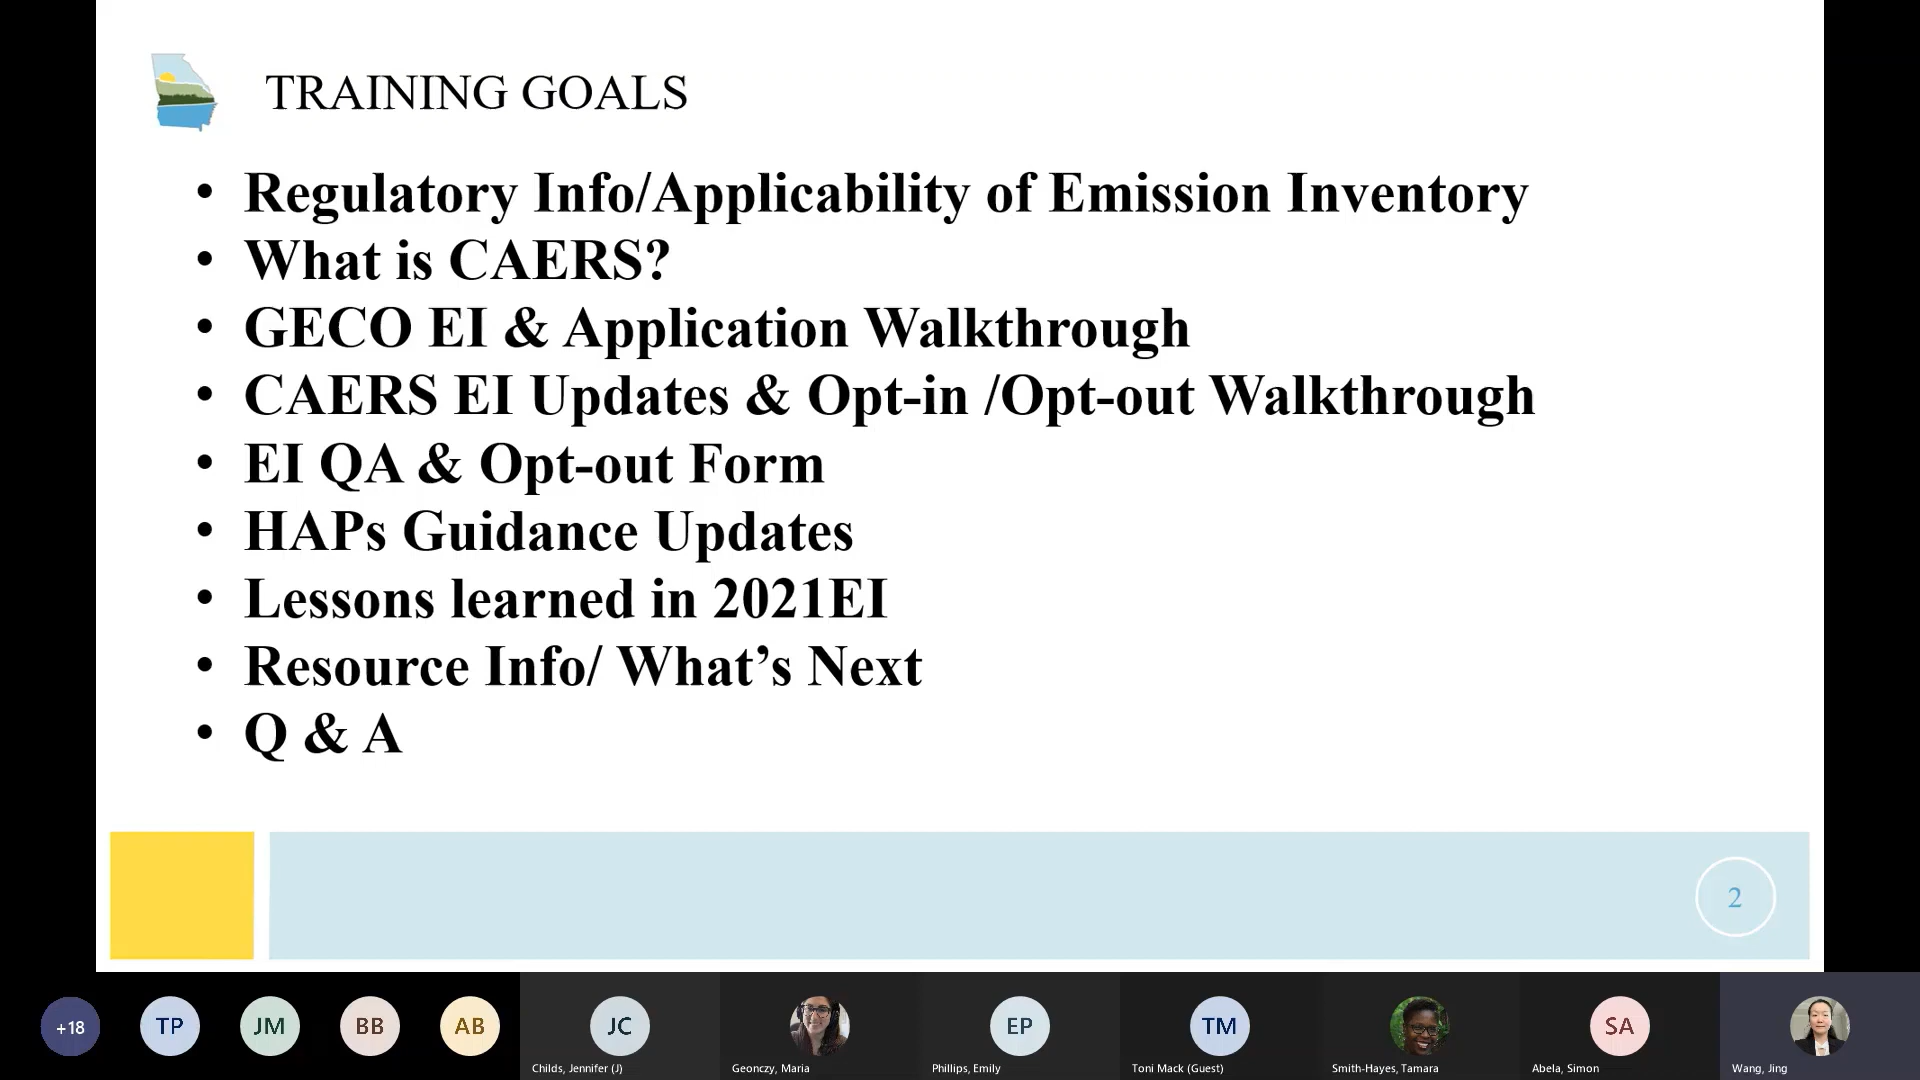 TRAINING GOALS
• Regulatory Info/Applicability of Emission Inventory
• What is CAERS?
• GECO EI & Application Walkthrough
• CAERS EI Updates & Opt-in /Opt-out Walkthrough
• EI QA & Opt-out Form
• HAPs Guidance Updates
• Lessons learned in 2021EI
• Resource Info/ What’s Next
• Q & A
2
+18 TP JM BB AB JC EP TM SA
Childs, Jennifer (J) Geonczy, Maria Phillips, Emily Toni Mack (Guest) Smith-Hayes, Tamara Abela, Simon Wang, Jing